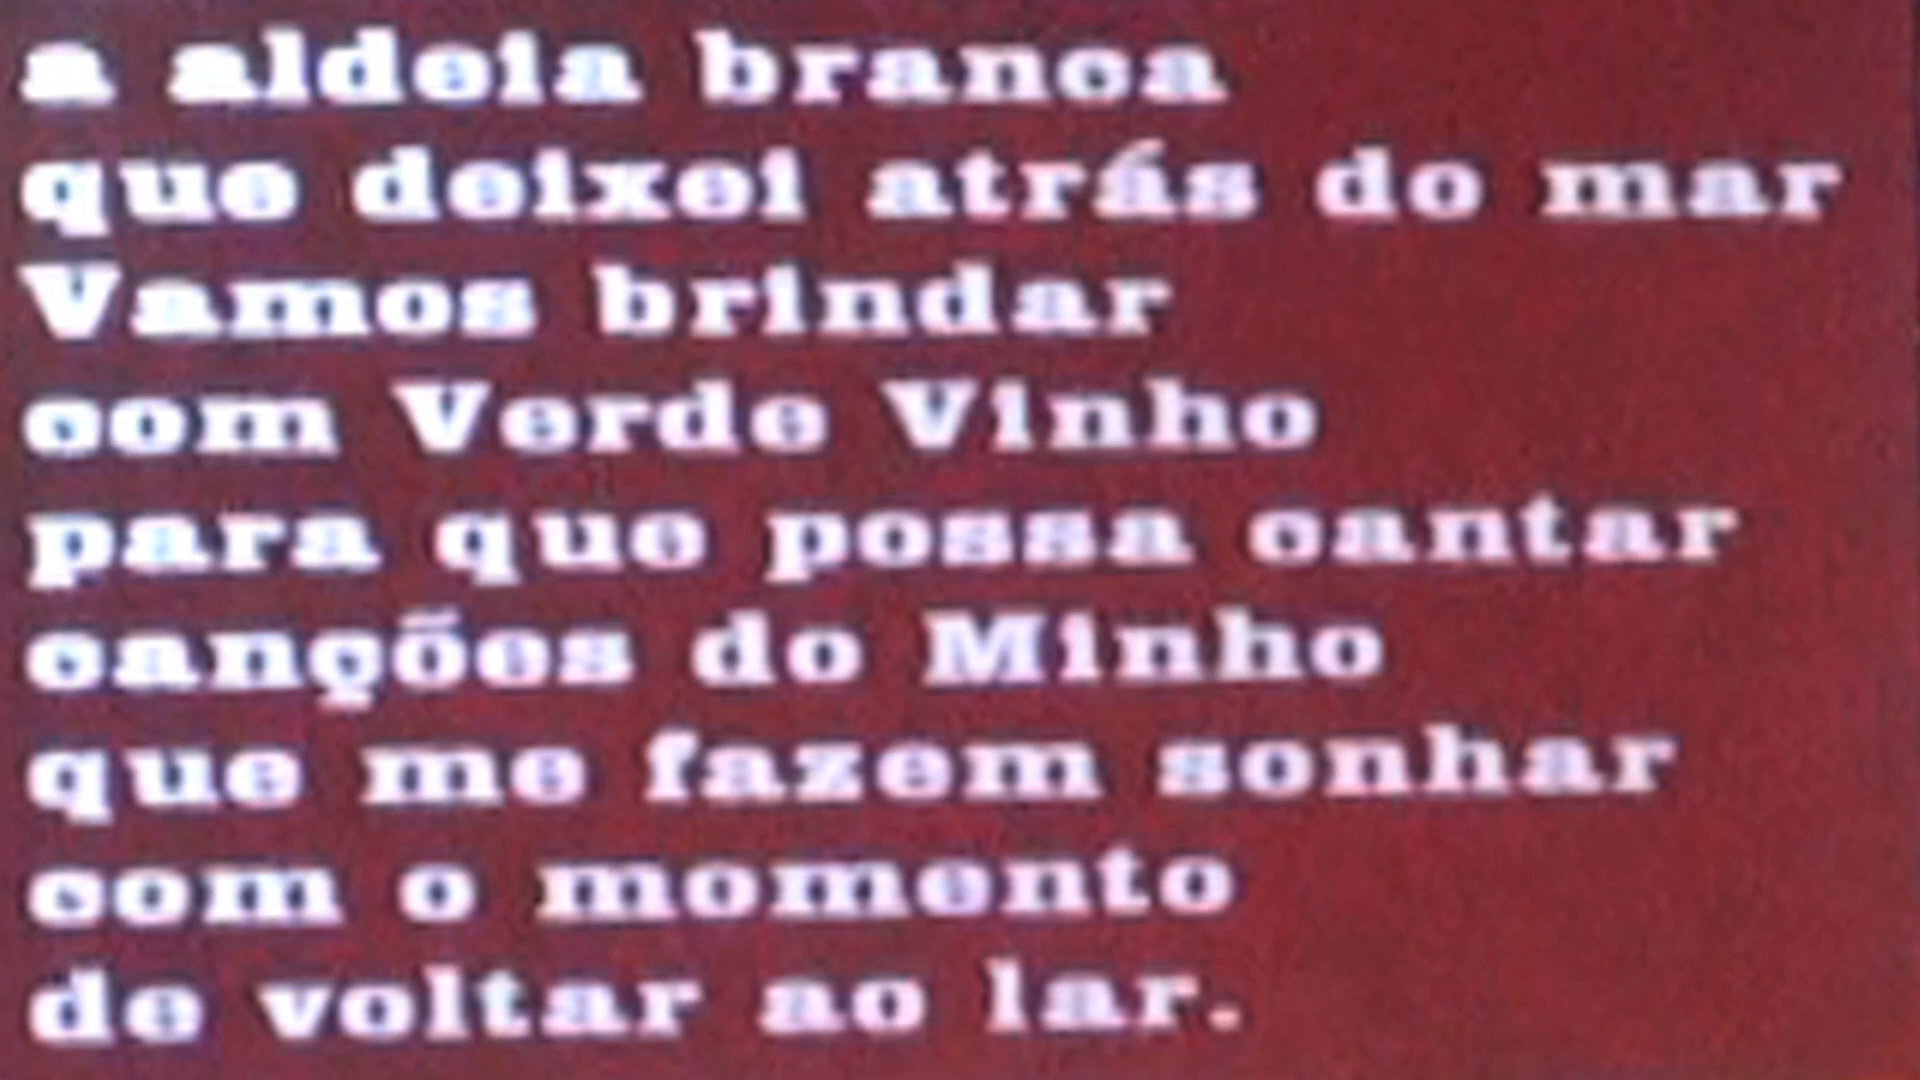 a aldeia branca
que deixei atrás do mar
Vamos brindar
com Verde Vinho
para que possa cantar
canções do Minho
que me fazem sonhar
com o momento
de voltar ao lar.